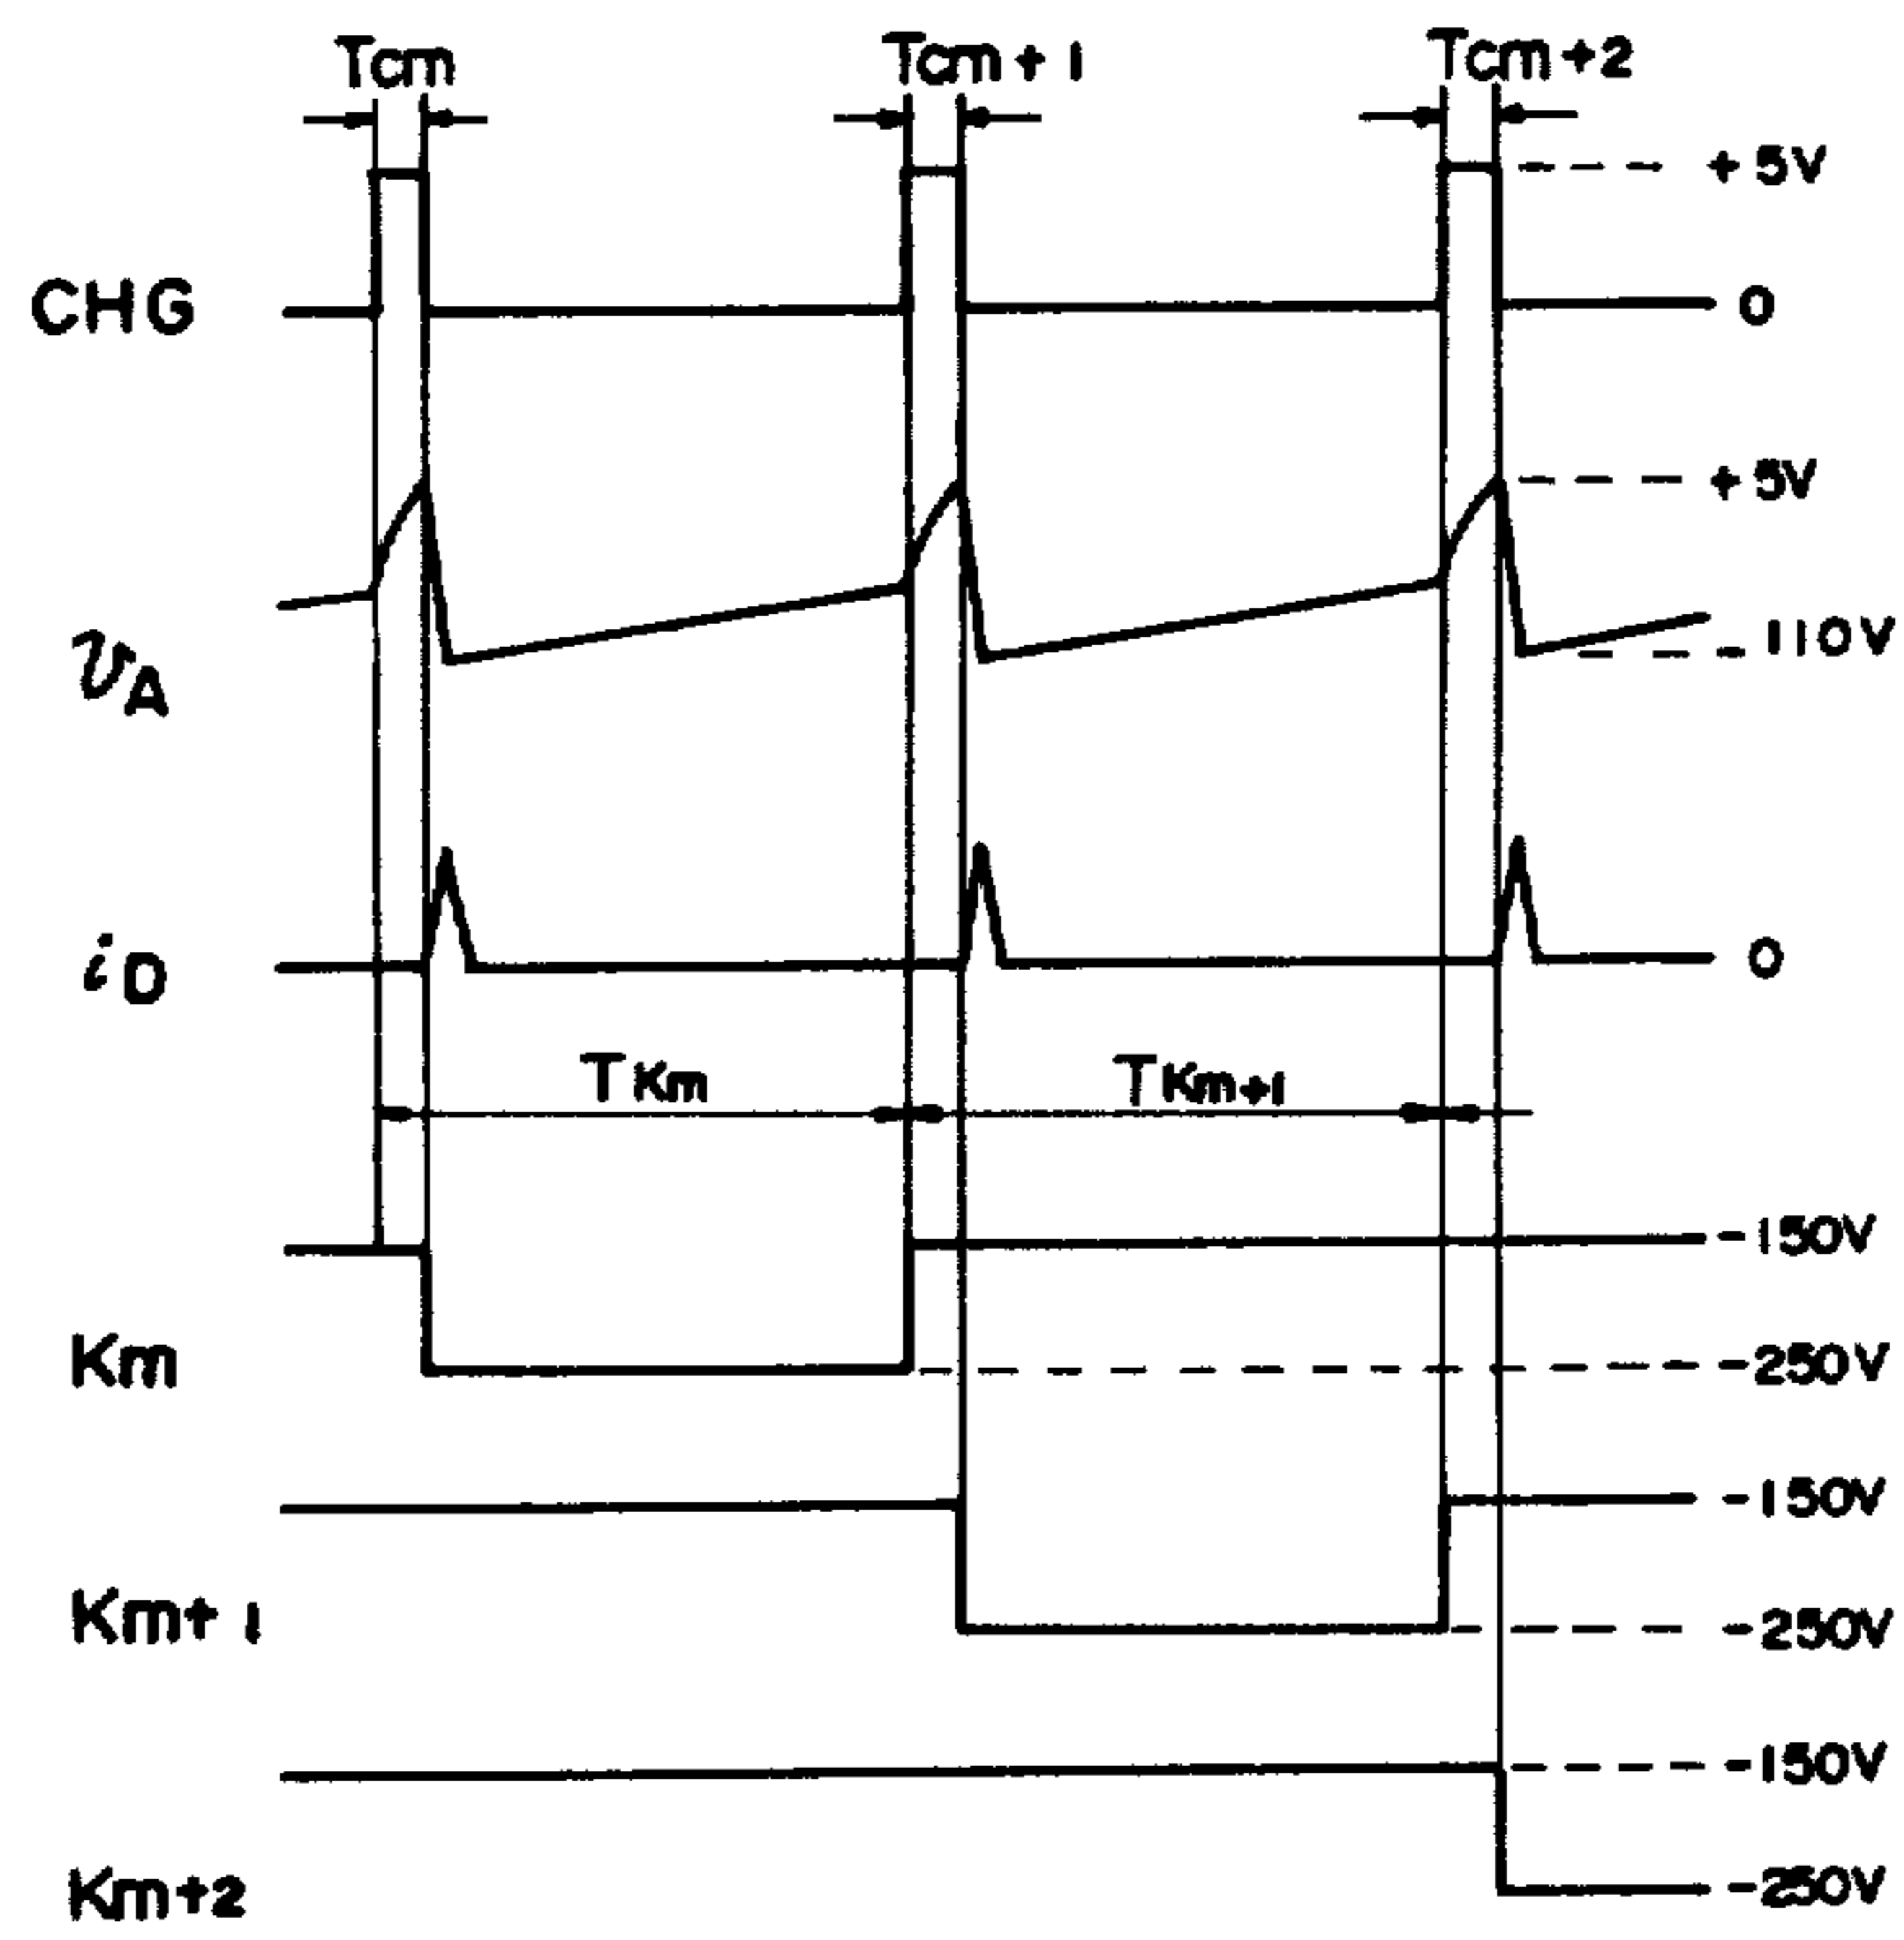 Tcm Tcm+1 Tcm+2
+5V
CHG 0
+5V
-110V
vA
iD 0
TKm TKm+1
-150V
Km -250V
-150V
Km+1 -250V
-150V
Km+2 -250V